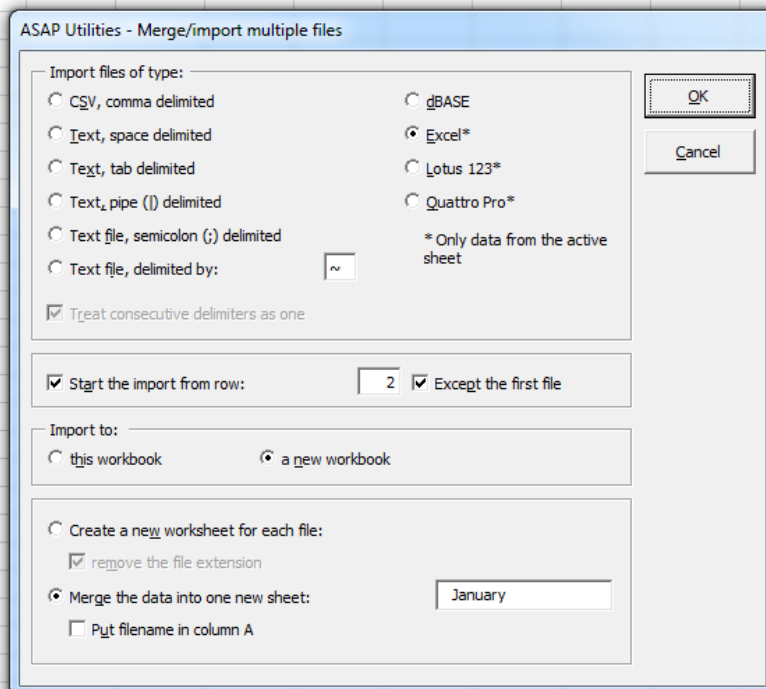 ASAP Utilities - Merge/import multiple files
Import files of type:
CSV, comma delimited
dBASE
OK
Text, space delimited
Excel*
Text, tab delimited
Lotus 123*
Cancel
Text, pipe (|) delimited
Quattro Pro*
Text file, semicolon (;) delimited
* Only data from the active
sheet
Text file, delimited by: ~
Treat consecutive delimiters as one
Start the import from row: 2 Except the first file
Import to:
this workbook
a new workbook
Create a new worksheet for each file:
remove the file extension
Merge the data into one new sheet: January
Put filename in column A